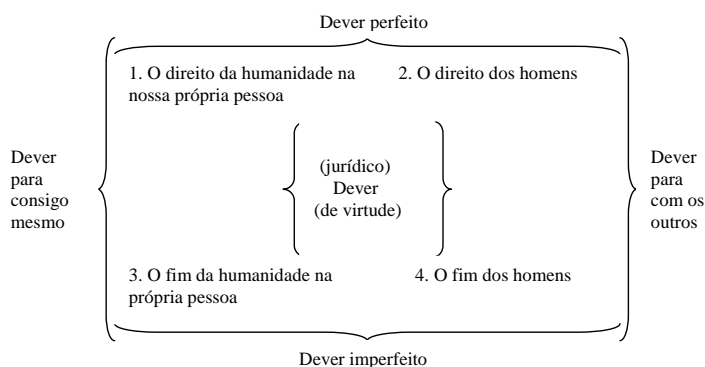 Dever perfeito
1. O direito da humanidade na
nossa própria pessoa
2. O direito dos homens
Dever
para
consigo
mesmo
(jurídico)
Dever
(de virtude)
Dever
para
com os
outros
3. O fim da humanidade na
própria pessoa
4. O fim dos homens
Dever imperfeito